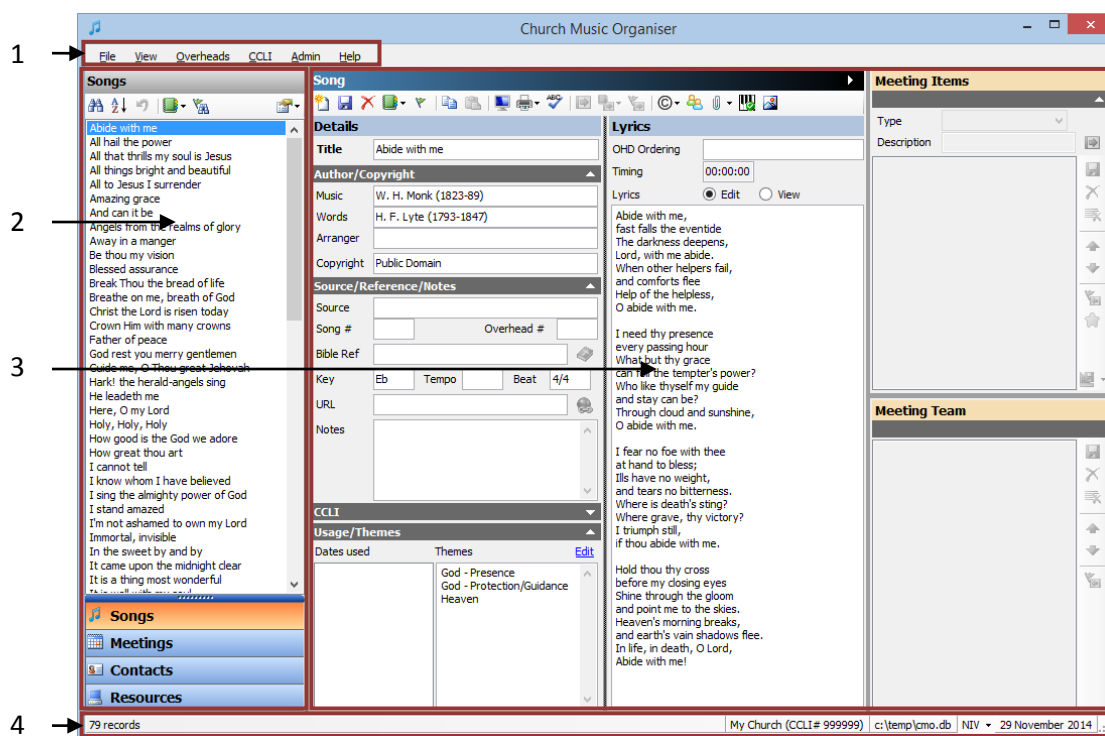 Church Music Organiser
1
File View Overheads CCLI Admin Help
Songs
Abide with me
All hail the power
All that thrills my soul is Jesus
All things bright and beautiful
All to Jesus I surrender
Amazing grace
And can it be
2
Angels from the realms of glory
Away in a manger
Be thou my vision
Blessed assurance
Break Thou the bread of life
Breathe on me, breath of God
Christ the Lord is risen today
Crown Him with many crowns
Father of peace
God rest you merry gentlemen
3
Guide me, O Thou great Jehovah
Hark! the herald-angels sing
He leadeth me
Here, O my Lord
Holy, Holy, Holy
How good is the God we adore
How great thou art
I cannot tell
I know whom I have believed
I sing the almighty power of God
I stand amazed
I'm not ashamed to own my Lord
Immortal, invisible
In the sweet by and by
It came upon the midnight clear
It is a thing most wonderful
It is well with my soul
Songs
Meetings
Contacts
Resources
Song
ABC
Details
Title Abide with me
Author/Copyright
Music W. H. Monk (1823-89)
Words H. F. Lyte (1793-1847)
Arranger
Copyright Public Domain
Source/Reference/Notes
Source
Song # Overhead #
Bible Ref
Key Eb Tempo Beat 4/4
URL
Notes
CCLI
Usage/Themes
Dates used Themes Edit
God - Presence
God - Protection/Guidance
Heaven
Lyrics
OHD Ordering
Timing 00:00:00
Lyrics Edit View
Abide with me,
fast falls the eventide
The darkness deepens,
Lord, with me abide.
When other helpers fail,
and comforts flee
Help of the helpless,
O abide with me.
I need thy presence
every passing hour
What but thy grace
can foil the tempter's power?
Who like thyself my guide
and stay can be?
Through cloud and sunshine,
O abide with me.
I fear no foe with thee
at hand to bless;
Ills have no weight,
and tears no bitterness.
Where is death's sting?
Where grave, thy victory?
I triumph still,
if thou abide with me.
Hold thou thy cross
before my closing eyes
Shine through the gloom
and point me to the skies.
Heaven's morning breaks,
and earth's vain shadows flee.
In life, in death, O Lord,
Abide with me!
Meeting Items
Type
Description
Meeting Team
4
79 records My Church (CCLI# 999999) c:\temp\cmo.db NIV 29 November 2014